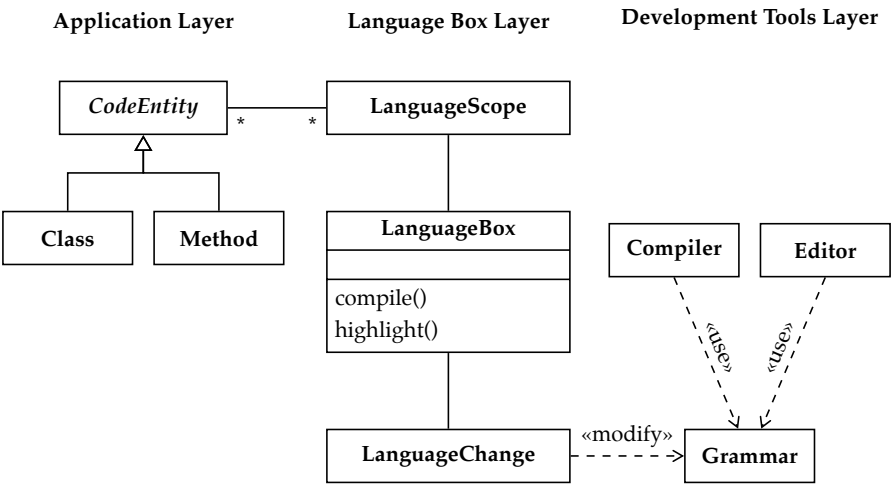 Application Layer
Language Box Layer
Development Tools Layer
CodeEntity
*
*
LanguageScope
Class
Method
LanguageBox
compile()
highlight()
Compiler
Editor
«use»
«use»
LanguageChange
«modify»
Grammar